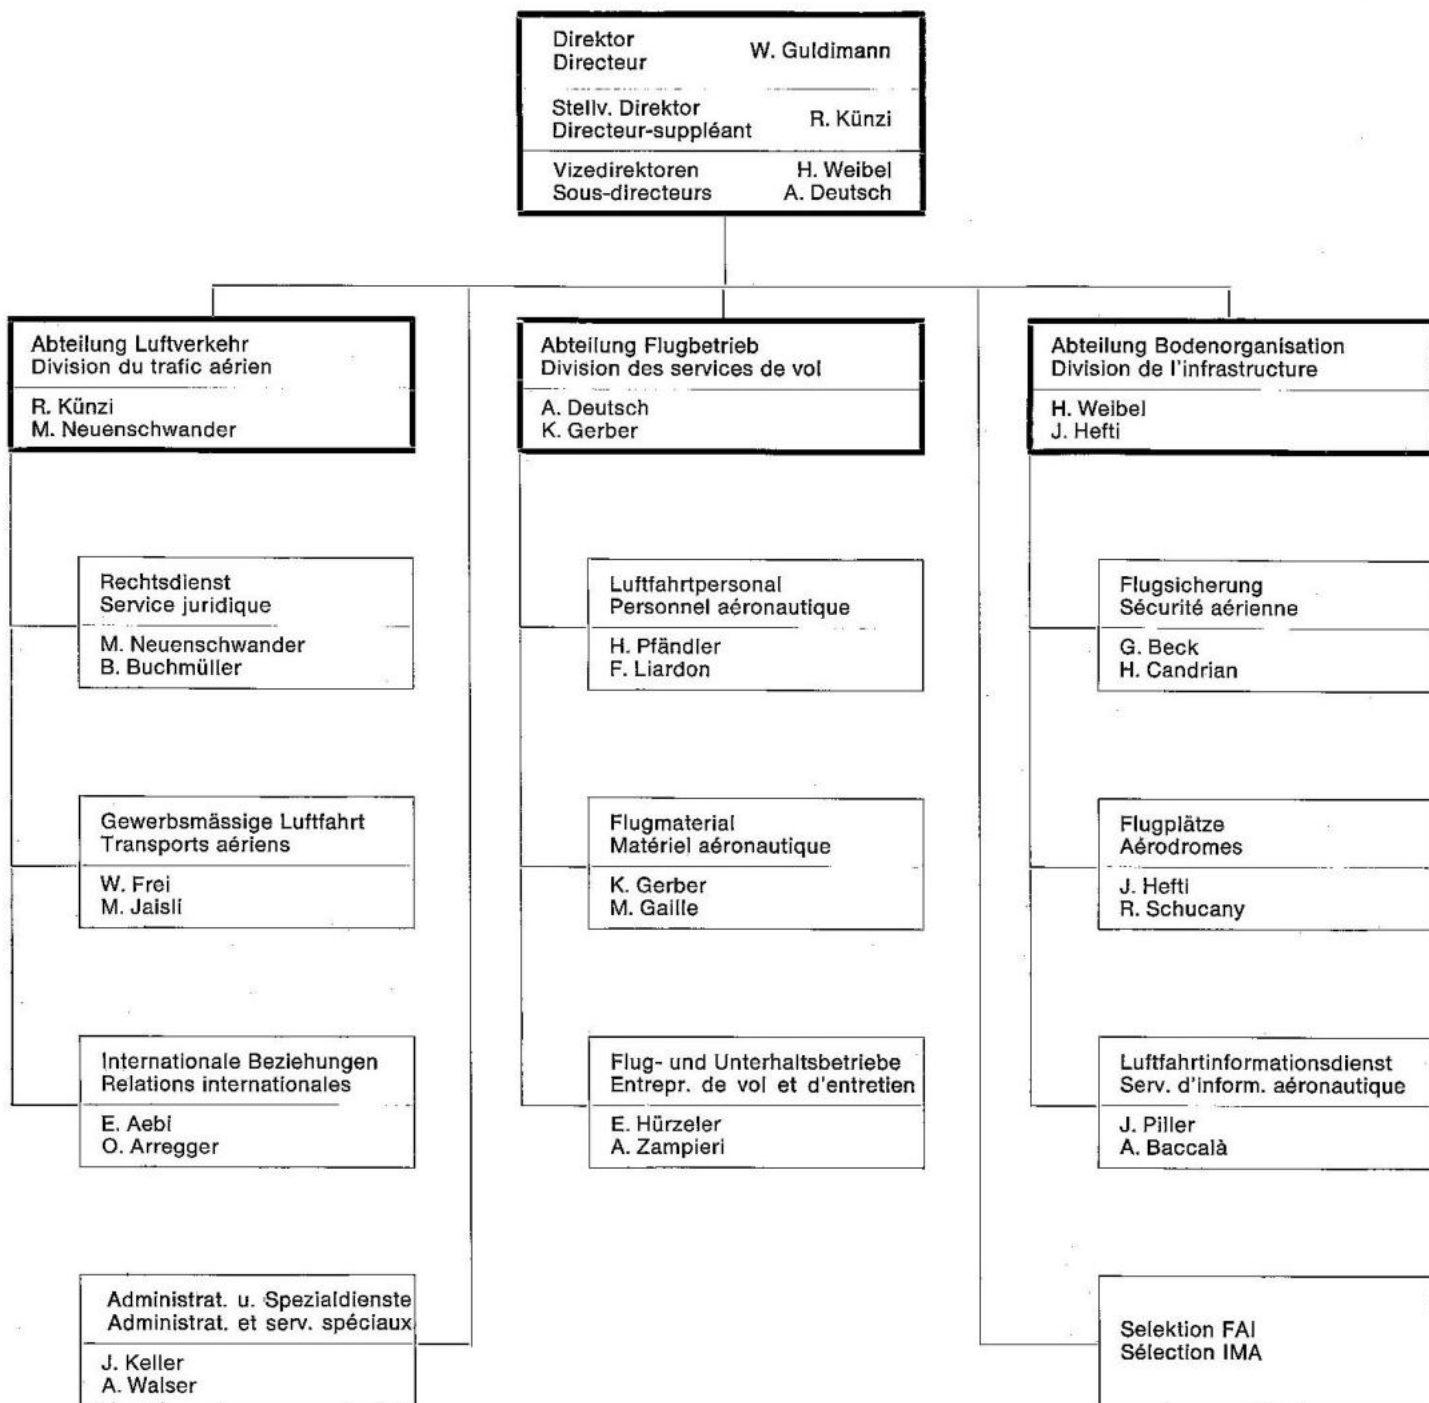 Direktor
Directeur
W. Guldimann
Stellv. Direktor
Directeur-suppléant
R. Künzi
Vizedirektoren H. Weibel
Sous-directeurs A. Deutsch
Abteilung Luftverkehr
Division du trafic aérien
R. Künzi
M. Neuenschwander
Abteilung Flugbetrieb
Division des services de vol
A. Deutsch
K. Gerber
Abteilung Bodenorganisation
Division de l'infrastructure
H. Weibel
J. Hefti
Rechtsdienst
Service juridique
M. Neuenschwander
B. Buchmüller
Luftfahrtpersonal
Personnel aéronautique
H. Pfändler
F. Liardon
Flugsicherung
Sécurité aérienne
G. Beck
H. Candrian
Gewerbsmässige Luftfahrt
Transports aériens
W. Frei
M. Jaisli
Flugmaterial
Matériel aéronautique
K. Gerber
M. Gaille
Flugplätze
Aérodromes
J. Hefti
R. Schucany
Internationale Beziehungen
Relations internationales
E. Aebi
O. Arregger
Flug- und Unterhaltsbetriebe
Entrepr. de vol et d'entretien
E. Hürzeler
A. Zampieri
Luftfahrtinformationsdienst
Serv. d'inform. aéronautique
J. Piller
A. Baccalà
Administrat. u. Spezialdienste
Administrat. et serv. spéciaux
J. Keller
A. Walser
Selektion FAI
Sélection IMA